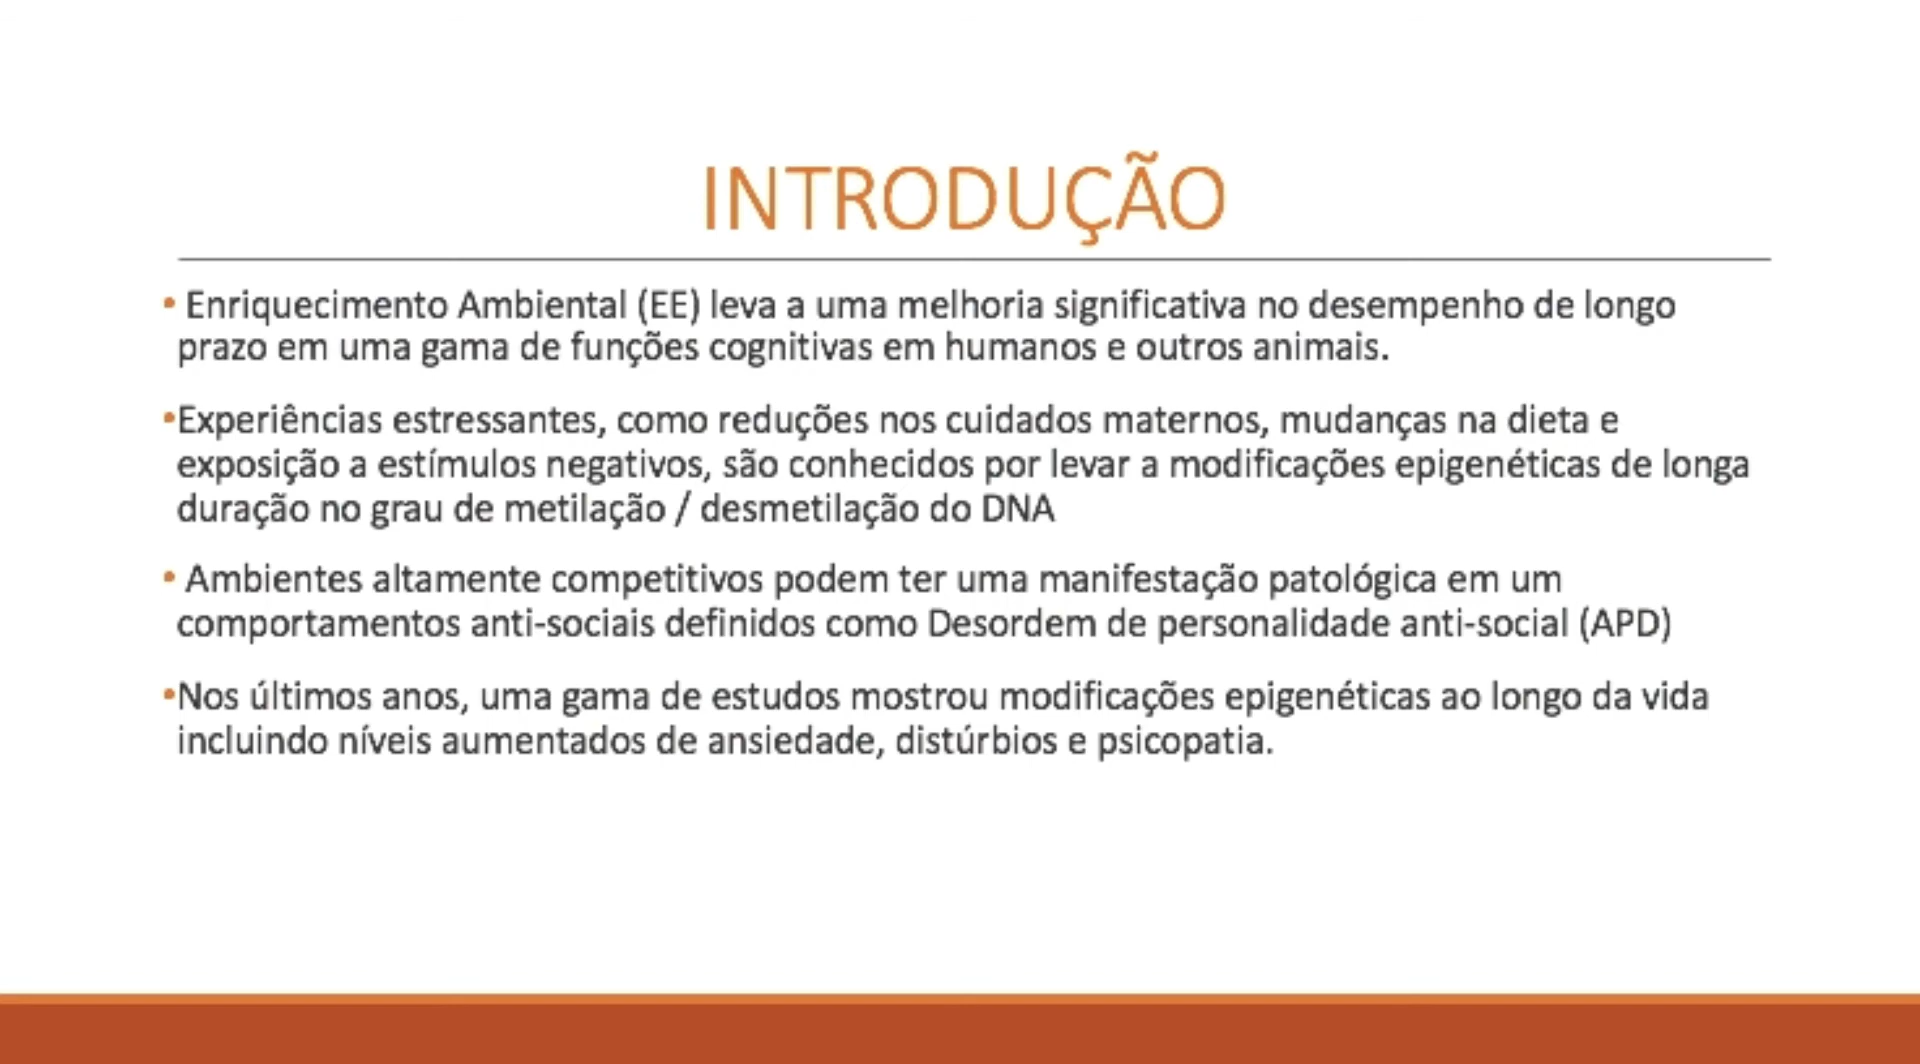 INTRODUÇÃO
• Enriquecimento Ambiental (EE) leva a uma melhoria significativa no desempenho de longo
prazo em uma gama de funções cognitivas em humanos e outros animais.
•Experiências estressantes, como reduções nos cuidados maternos, mudanças na dieta e
exposição a estímulos negativos, são conhecidos por levar a modificações epigenéticas de longa
duração no grau de metilação / desmetilação do DNA
• Ambientes altamente competitivos podem ter uma manifestação patológica em um
comportamentos anti-sociais definidos como Desordem de personalidade anti-social (APD)
•Nos últimos anos, uma gama de estudos mostrou modificações epigenéticas ao longo da vida
incluindo níveis aumentados de ansiedade, distúrbios e psicopatia.